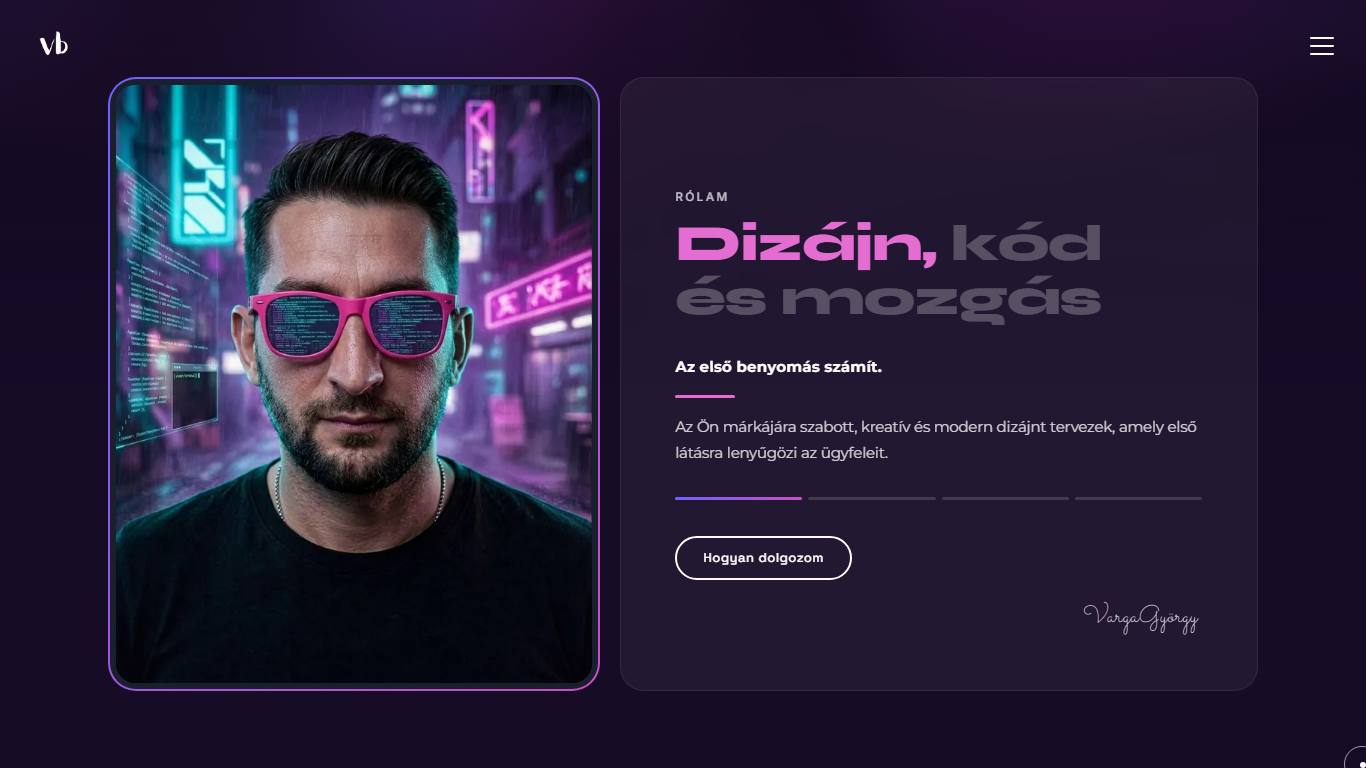 vb
RÓLAM
Dizájn, kód
és mozgás
Az első benyomás számít.
Az Ön márkájára szabott, kreatív és modern dizájnt tervezek, amely első
látásra lenyűgözi az ügyfeleit.
Hogyan dolgozom
VargaGyörgy